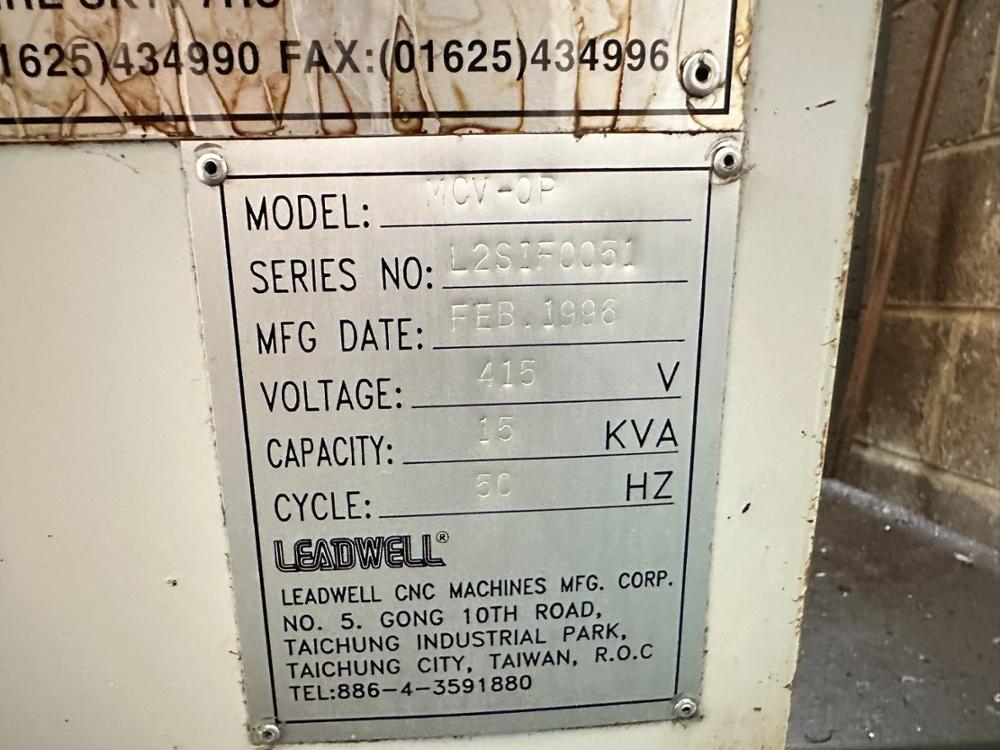 1625)434990 FAX:(01625)434996
MODEL: MCV-OP
SERIES NO: L2SIF0051
MFG DATE: FEB.1996
VOLTAGE: 415 V
CAPACITY: 15 KVA
CYCLE: 50 HZ
LEADWELL®
LEADWELL CNC MACHINES MFG. CORP.
NO. 5. GONG 10TH ROAD,
TAICHUNG INDUSTRIAL PARK,
TAICHUNG CITY, TAIWAN, R.O.C
TEL:886-4-3591880